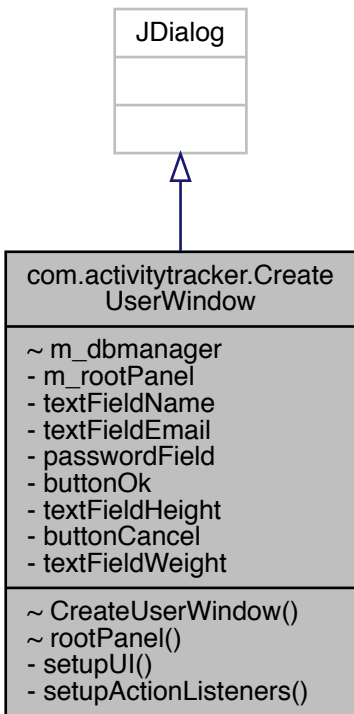 JDialog
com.activitytracker.Create
UserWindow
~ m_dbmanager
- m_rootPanel
- textFieldName
- textFieldEmail
- passwordField
- buttonOk
- textFieldHeight
- buttonCancel
- textFieldWeight
~ CreateUserWindow()
~ rootPanel()
- setupUI()
- setupActionListeners()